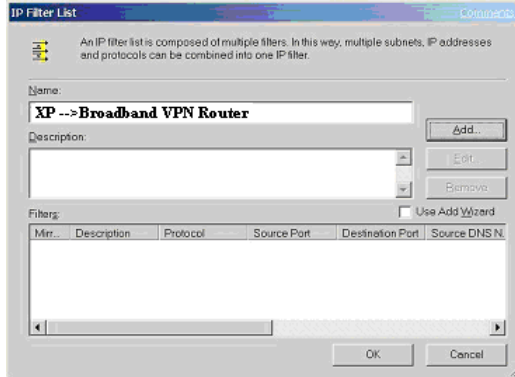 IP Filter List
Comments
An IP filter list is composed of multiple filters. In this way, multiple subnets, IP addresses
and protocols can be combined into one IP filter.
Name:
XP -->Broadband VPN Router
Add...
Description:
Edit...
Remove
Filters:
Use Add Wizard
Mirr... Description Protocol Source Port Destination Port Source DNS N.
OK Cancel